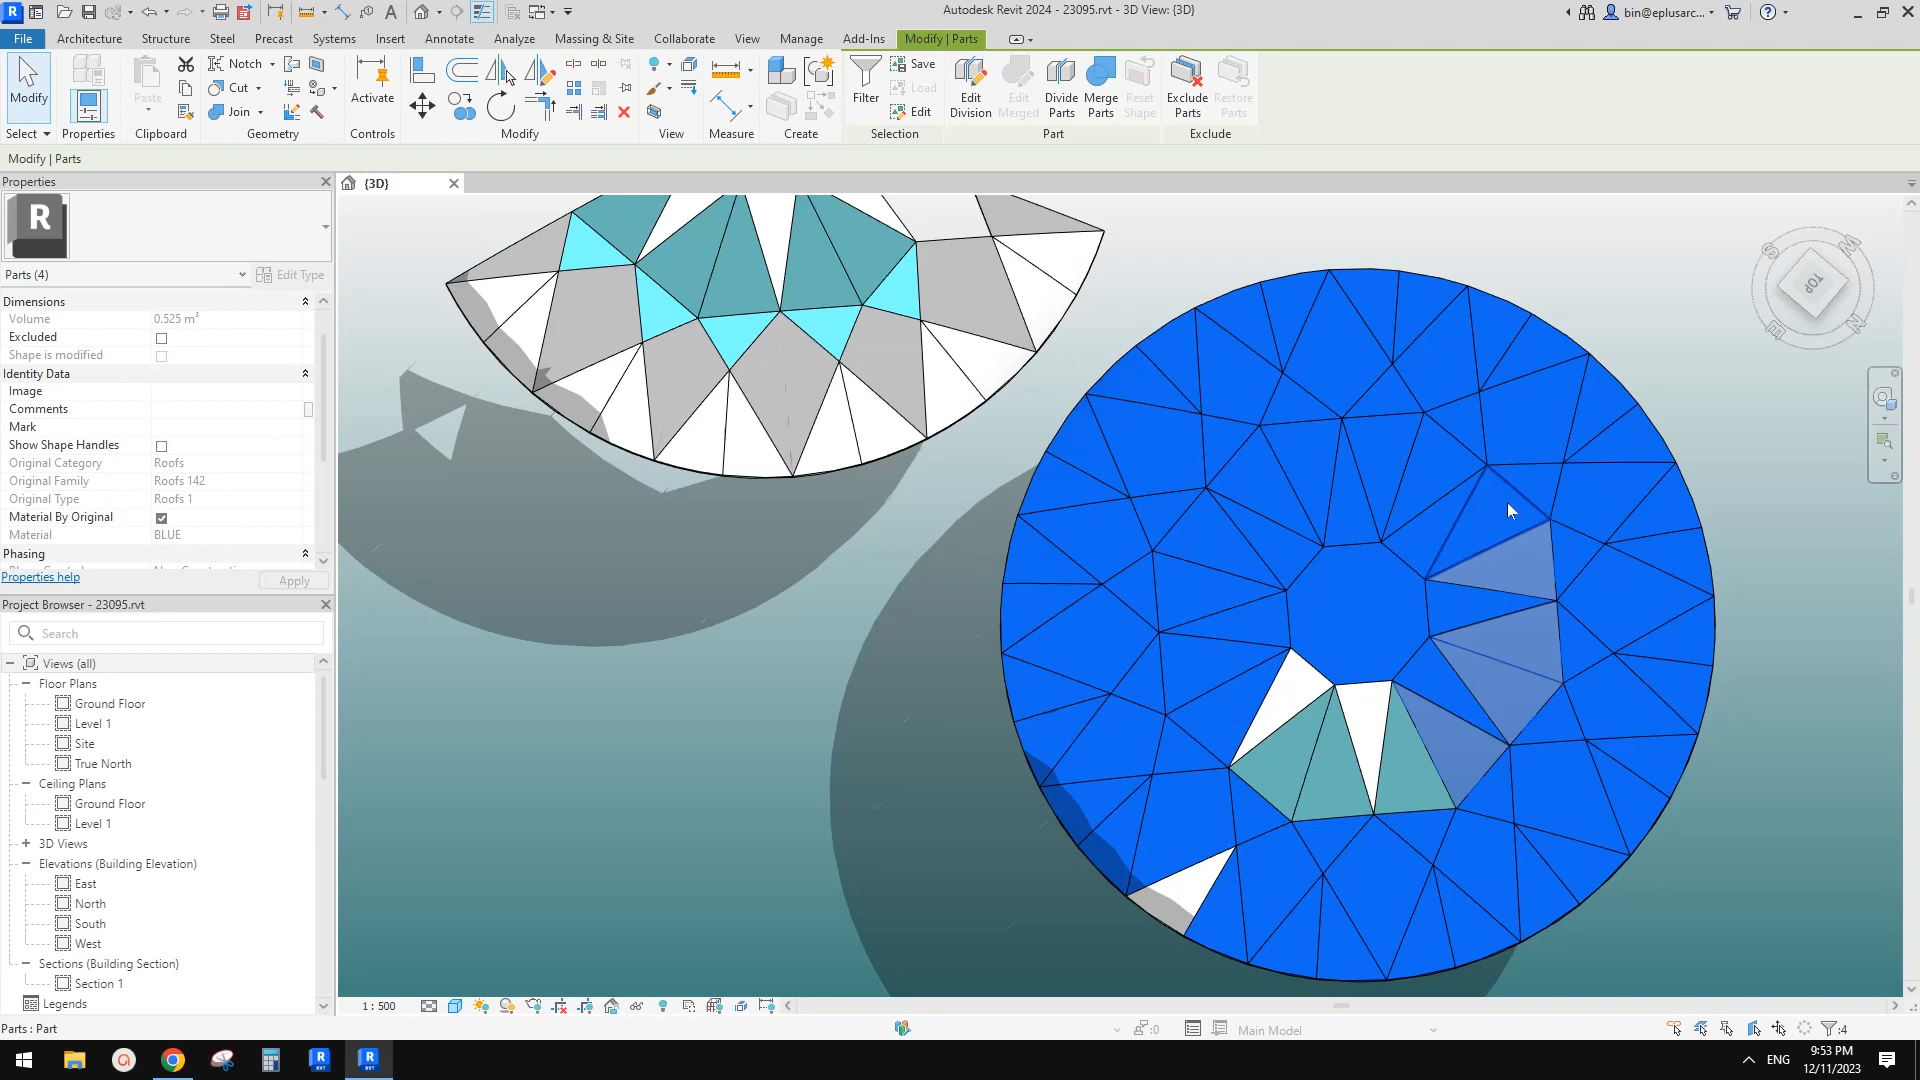 Autodesk Revit 2024 - 23095.rvt - 3D View: {3D}
bin@eplusarc...
File Architecture Structure Steel Precast Systems Insert Annotate Analyze Massing & Site Collaborate View Manage Add-Ins Modify | Parts
Modify
Paste
Notch
Cut
Join
Activate
Filter
Save
Load
Edit
Edit Division
Edit Merged
Divide Parts
Merge Parts
Reset Shape
Exclude Parts
Restore Parts
Select Properties Clipboard Geometry Controls Modify View Measure Create Selection Part Exclude
Modify | Parts
Properties
{3D}
R
Parts (4)
Edit Type
Dimensions
Volume 0.525 m³
Excluded
Shape is modified
Identity Data
Image
Comments
Mark
Show Shape Handles
Original Category Roofs
Original Family Roofs 142
Original Type Roofs 1
Material By Original
Material BLUE
Phasing
Properties help
Apply
Project Browser - 23095.rvt
Search
Views (all)
Floor Plans
Ground Floor
Level 1
Site
True North
Ceiling Plans
Ground Floor
Level 1
3D Views
Elevations (Building Elevation)
East
North
South
West
Sections (Building Section)
Section 1
Legends
TOP
S
W
E
N
1 : 500
Parts : Part
:0
Main Model
:4
ENG
9:53 PM
12/11/2023